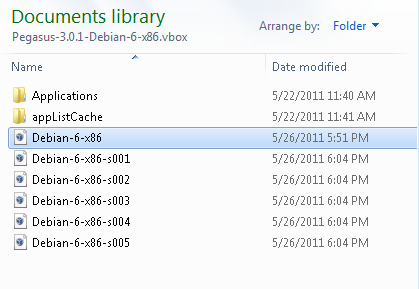 Documents library
Arrange by: Folder
Pegasus-3.0.1-Debian-6-x86.vbox
Name Date modified
Applications 5/22/2011 11:40 AM
appListCache 5/22/2011 11:41 AM
Debian-6-x86 5/26/2011 5:51 PM
Debian-6-x86-s001 5/26/2011 6:04 PM
Debian-6-x86-s002 5/26/2011 6:04 PM
Debian-6-x86-s003 5/26/2011 6:04 PM
Debian-6-x86-s004 5/26/2011 6:04 PM
Debian-6-x86-s005 5/26/2011 6:04 PM